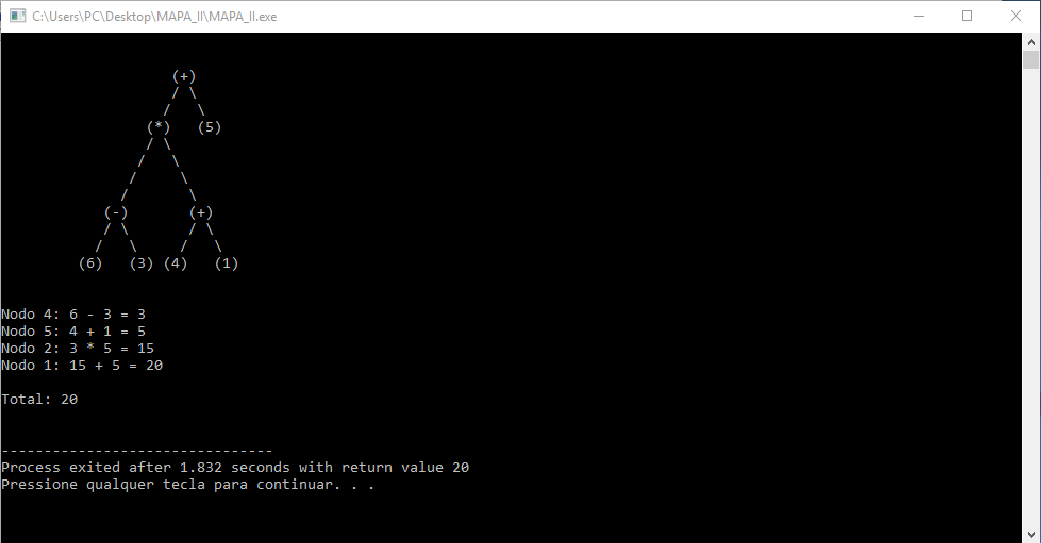 C:\Users\PC\Desktop\MAPA_II\MAPA_II.exe
                    (+)
                    / \
                   /   \
                 (*)   (5)
                 / \
                /   \
               /     \
              /       \
            (-)       (+)
            / \       / \
           /   \     /   \
         (6)   (3) (4)   (1)
Nodo 4: 6 - 3 = 3
Nodo 5: 4 + 1 = 5
Nodo 2: 3 * 5 = 15
Nodo 1: 15 + 5 = 20
Total: 20
--------------------------------
Process exited after 1.832 seconds with return value 20
Pressione qualquer tecla para continuar. . .